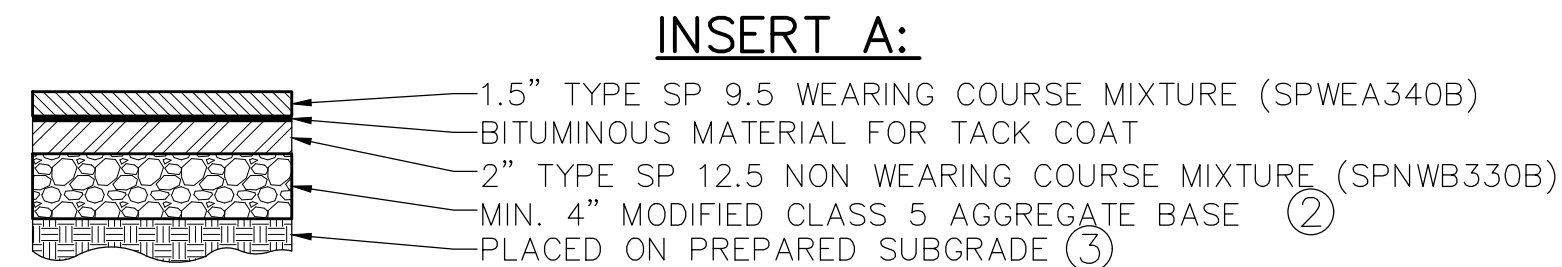 INSERT A:
1.5" TYPE SP 9.5 WEARING COURSE MIXTURE (SPWEA340B)
BITUMINOUS MATERIAL FOR TACK COAT
2" TYPE SP 12.5 NON WEARING COURSE MIXTURE (SPNWB330B)
MIN. 4" MODIFIED CLASS 5 AGGREGATE BASE ②
PLACED ON PREPARED SUBGRADE ③